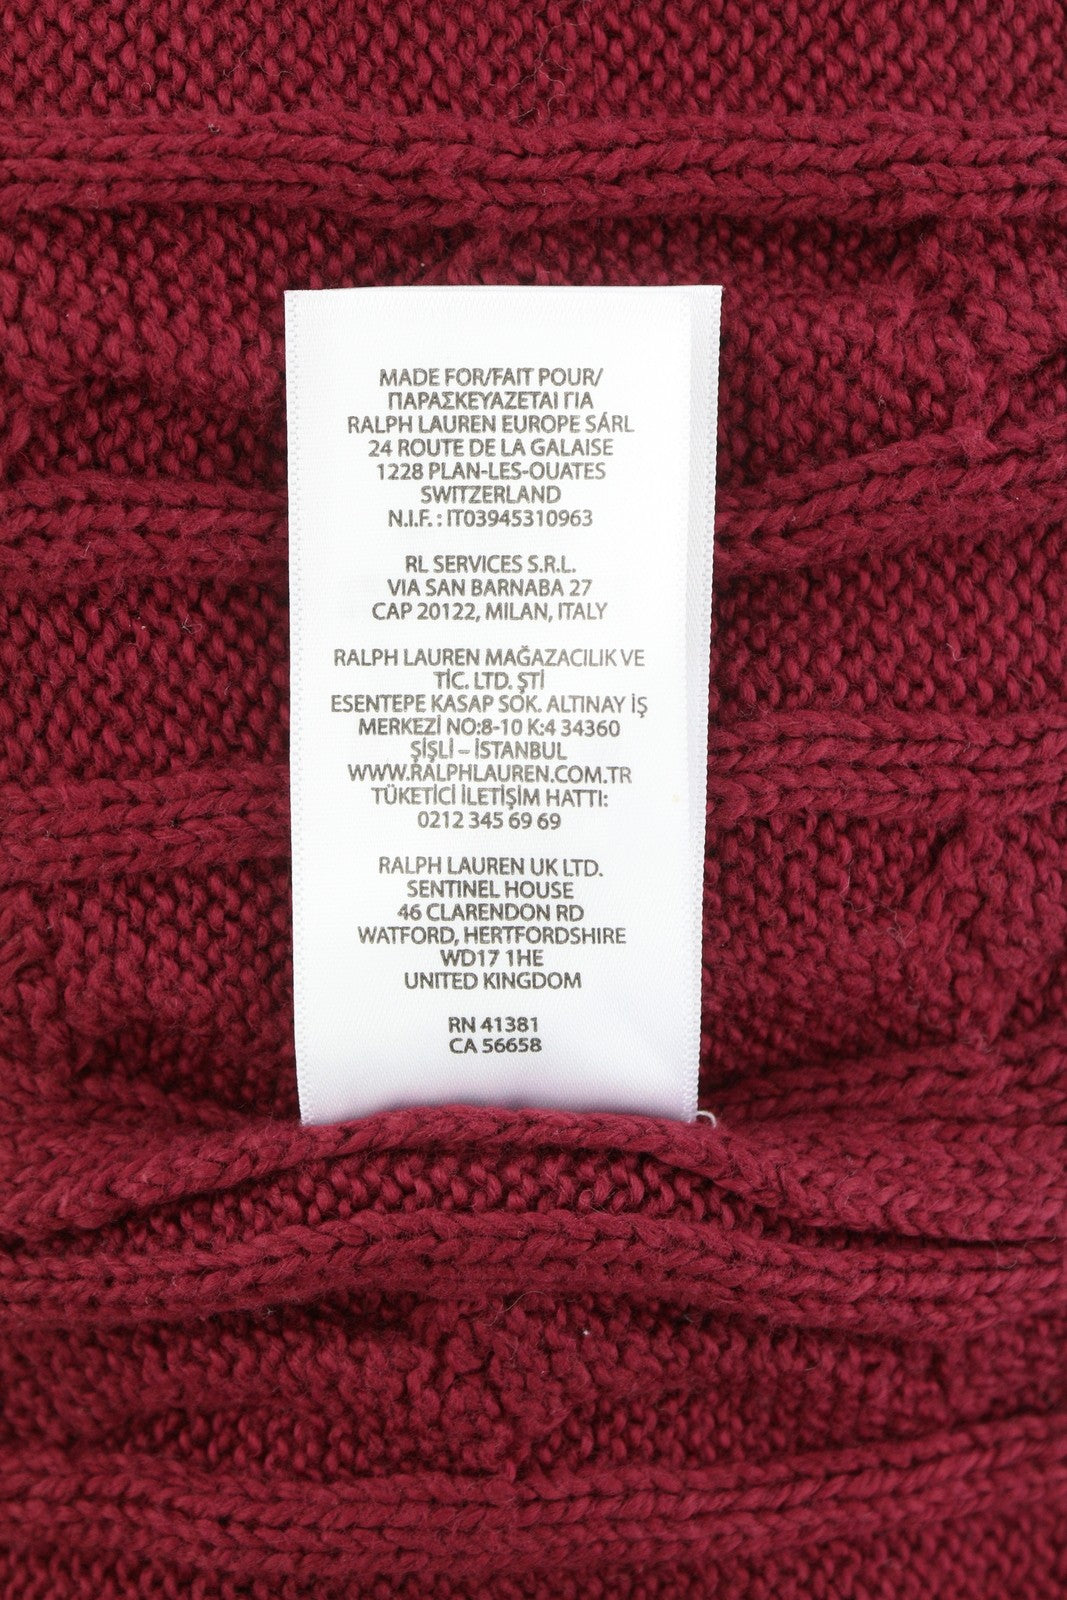 MADE FOR/FAIT POUR/
ΠΑΡΑΣΚΕΥΑΖΕΤΑΙ ΓΙΑ
RALPH LAUREN EUROPE SÁRL
24 ROUTE DE LA GALAISE
1228 PLAN-LES-OUATES
SWITZERLAND
N.I.F. : IT03945310963
RL SERVICES S.R.L.
VIA SAN BARNABA 27
CAP 20122, MILAN, ITALY
RALPH LAUREN MAĞAZACILIK VE
TİC. LTD. ŞTİ
ESENTEPE KASAP SOK. ALTINAY İŞ
MERKEZİ NO:8-10 K:4 34360
ŞİŞLİ – İSTANBUL
WWW.RALPHLAUREN.COM.TR
TÜKETİCİ İLETİŞİM HATTI:
0212 345 69 69
RALPH LAUREN UK LTD.
SENTINEL HOUSE
46 CLARENDON RD
WATFORD, HERTFORDSHIRE
WD17 1HE
UNITED KINGDOM
RN 41381
CA 56658